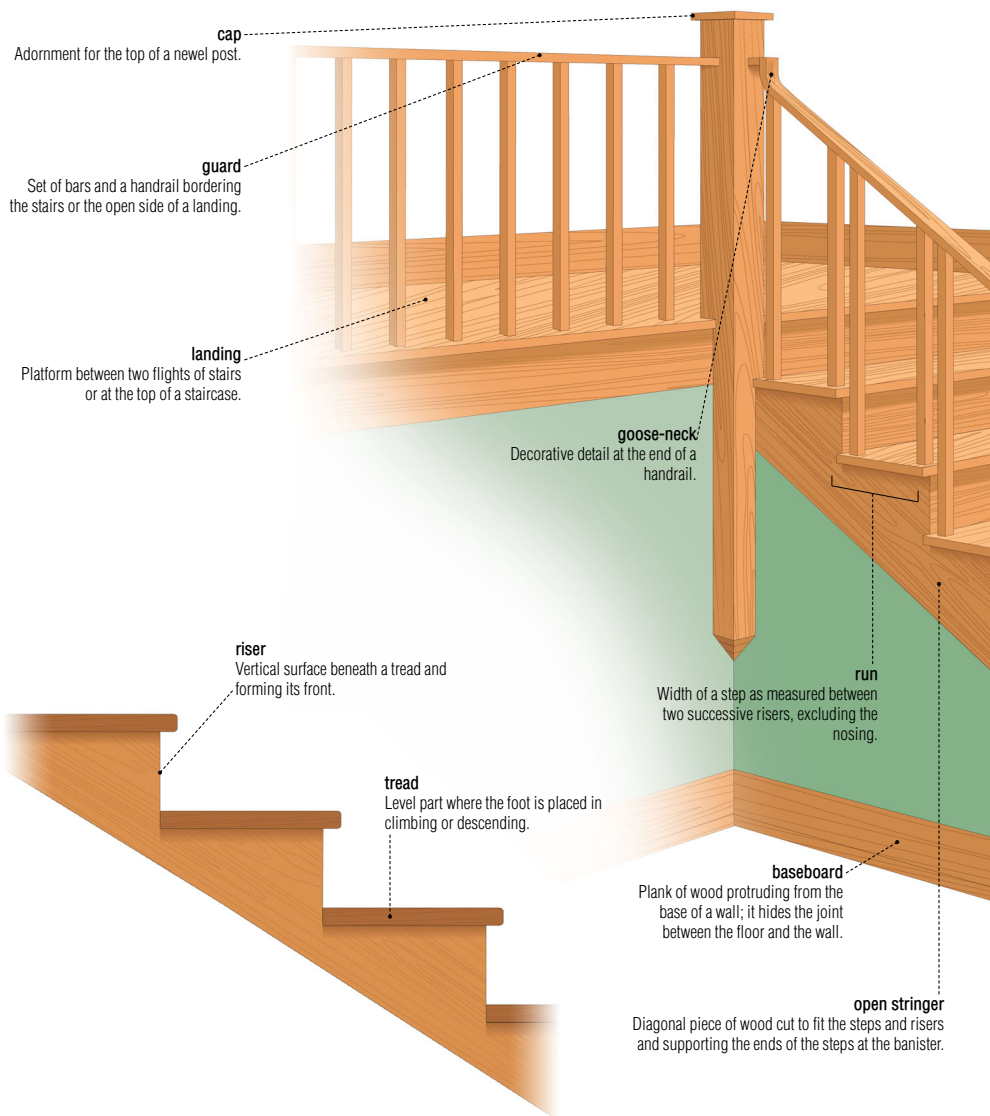 cap
Adornment for the top of a newel post.
guard
Set of bars and a handrail bordering
the stairs or the open side of a landing.
landing
Platform between two flights of stairs
or at the top of a staircase.
goose-neck
Decorative detail at the end of a
handrail.
riser
Vertical surface beneath a tread and
forming its front.
run
Width of a step as measured between
two successive risers, excluding the
nosing.
tread
Level part where the foot is placed in
climbing or descending.
baseboard
Plank of wood protruding from the
base of a wall; it hides the joint
between the floor and the wall.
open stringer
Diagonal piece of wood cut to fit the steps and risers
and supporting the ends of the steps at the banister.